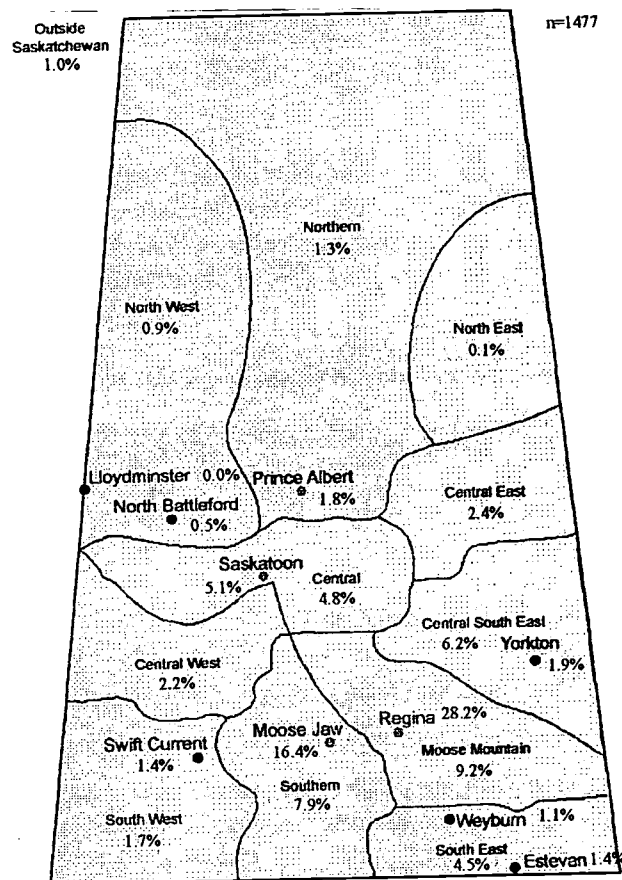 Outside
Saskatchewan
1.0%
n=1477
Northern
1.3%
North West
0.9%
North East
0.1%
Lloydminster 0.0%
Prince Albert
1.8%
North Battleford
0.5%
Central East
2.4%
Saskatoon
5.1%
Central
4.8%
Central South East
6.2%
Yorkton
1.9%
Central West
2.2%
Regina 28.2%
Moose Jaw
16.4%
Swift Current
1.4%
Moose Mountain
9.2%
Southern
7.9%
South West
1.7%
Weyburn 1.1%
South East
4.5%
Estevan 1.4%